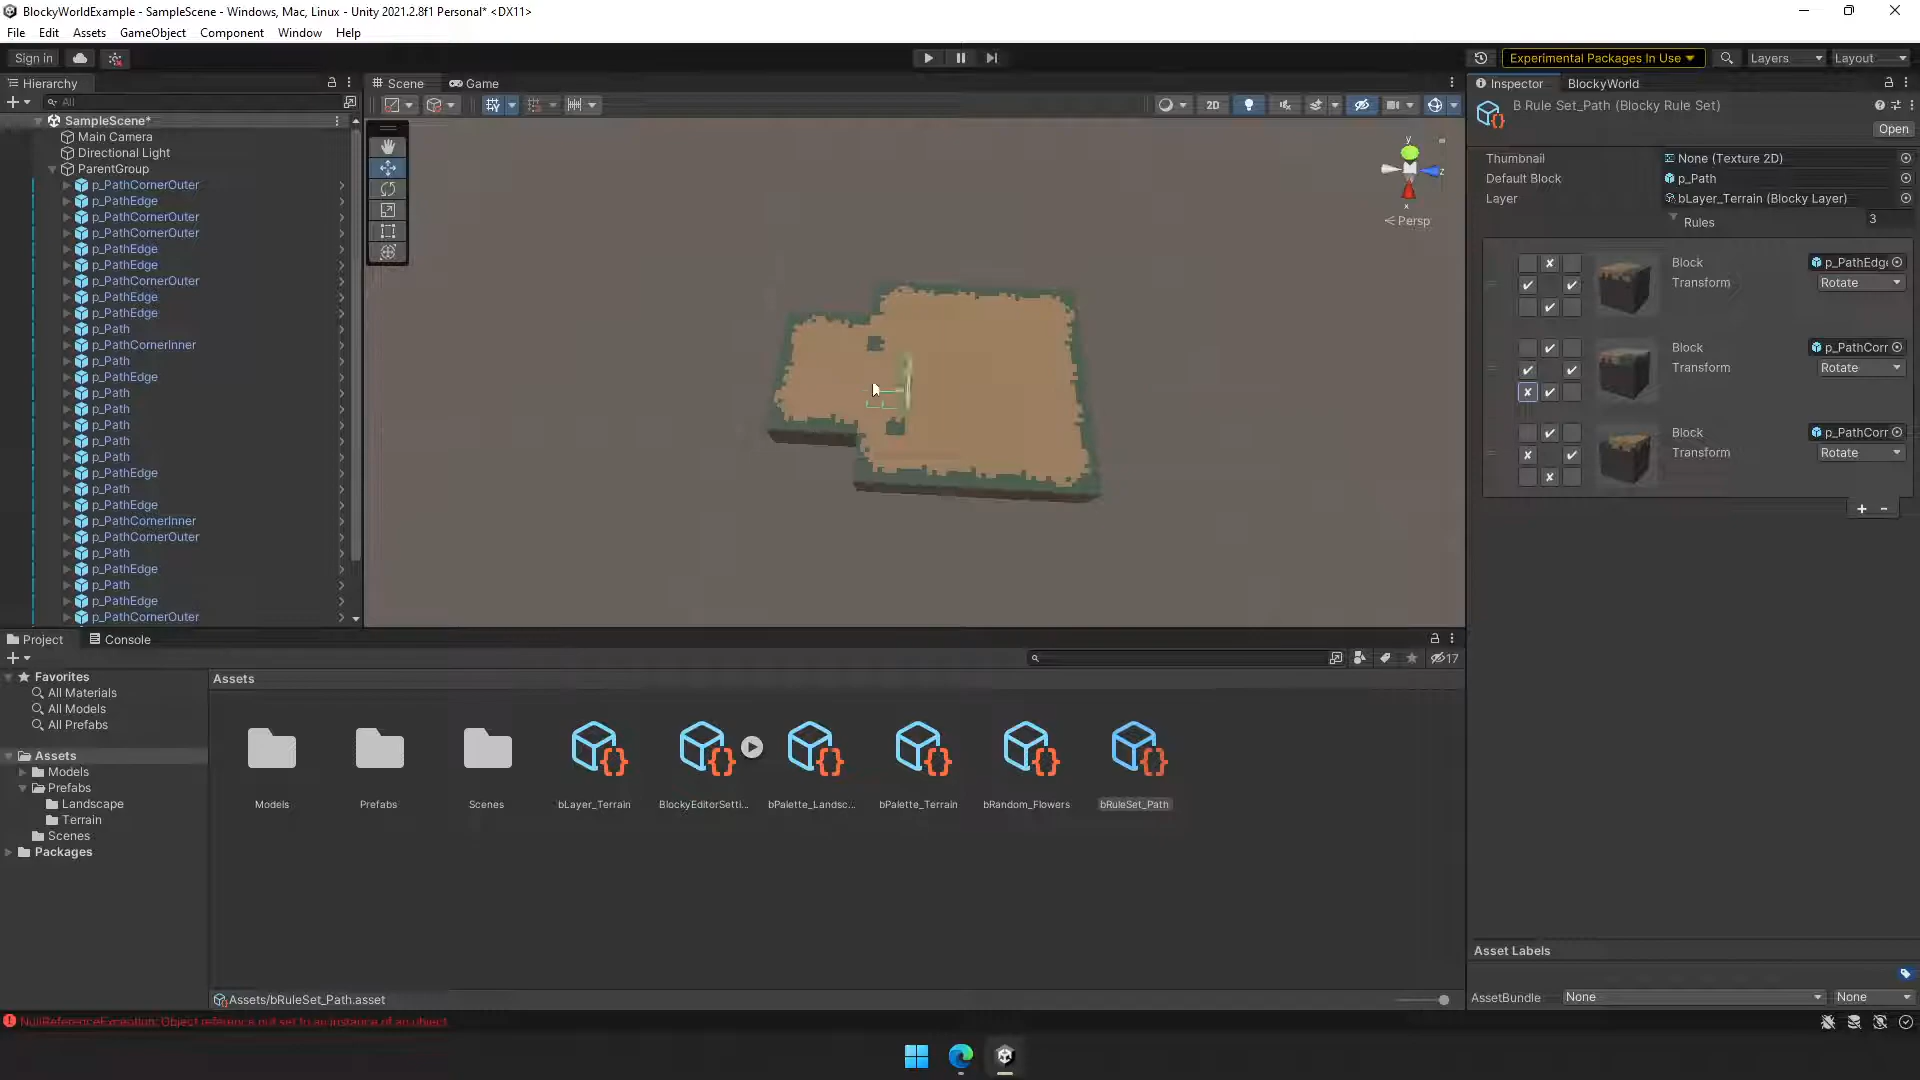 BlockyWorldExample - SampleScene - Windows, Mac, Linux - Unity 2021.2.8f1 Personal* <DX11>
File Edit Assets GameObject Component Window Help
Sign in
Experimental Packages In Use
Layers
Layout
Hierarchy
Scene
Game
Inspector
BlockyWorld
All
2D
B Rule Set_Path (Blocky Rule Set)
Open
SampleScene*
Main Camera
Directional Light
ParentGroup
p_PathCornerOuter
p_PathEdge
p_PathCornerOuter
p_PathCornerOuter
p_PathEdge
p_PathEdge
p_PathCornerOuter
p_PathEdge
p_PathEdge
p_Path
p_PathCornerInner
p_Path
p_PathEdge
p_Path
p_Path
p_Path
p_Path
p_Path
p_PathEdge
p_Path
p_PathEdge
p_PathCornerInner
p_PathCornerOuter
p_Path
p_PathEdge
p_Path
p_PathEdge
p_PathCornerOuter
y
z
x
Persp
Thumbnail
None (Texture 2D)
Default Block
p_Path
Layer
bLayer_Terrain (Blocky Layer)
Rules
3
Block
p_PathEdge
Transform
Rotate
Block
p_PathCorr
Transform
Rotate
Block
p_PathCorr
Transform
Rotate
+ -
Project
Console
17
Favorites
All Materials
All Models
All Prefabs
Assets
Models
Prefabs
Landscape
Terrain
Scenes
Packages
Assets
Models
Prefabs
Scenes
bLayer_Terrain
BlockyEditorSetti...
bPalette_Landsc...
bPalette_Terrain
bRandom_Flowers
bRuleSet_Path
Assets/bRuleSet_Path.asset
Asset Labels
AssetBundle
None
None
NullReferenceException: Object reference not set to an instance of an object